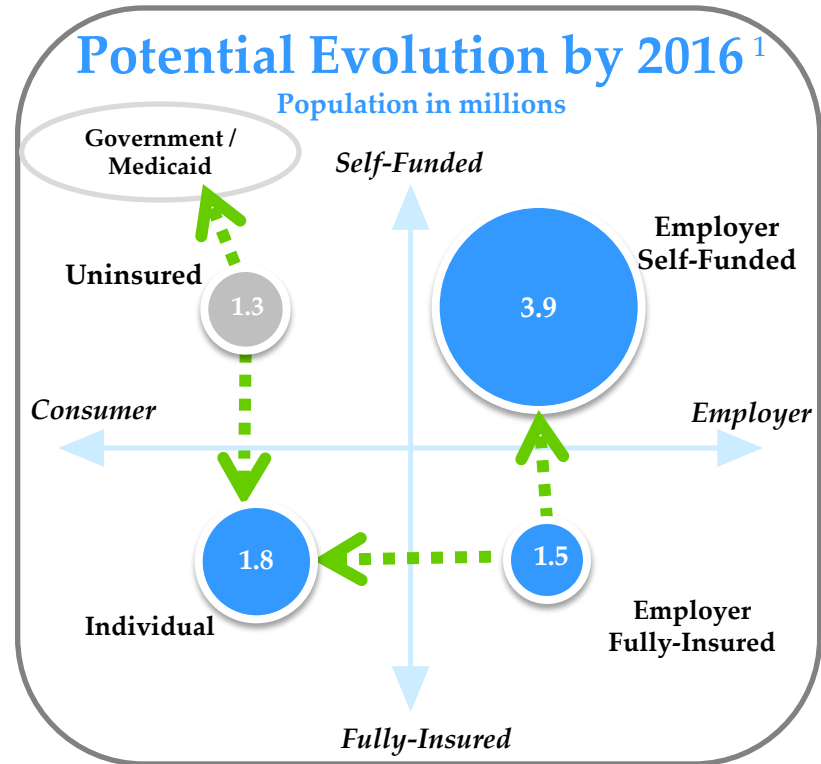 Potential Evolution by 2016 1
Population in millions
Government /
Medicaid
Self-Funded
Employer
Self-Funded
Uninsured
1.3
3.9
Consumer
Employer
1.8
1.5
Individual
Employer
Fully-Insured
Fully-Insured